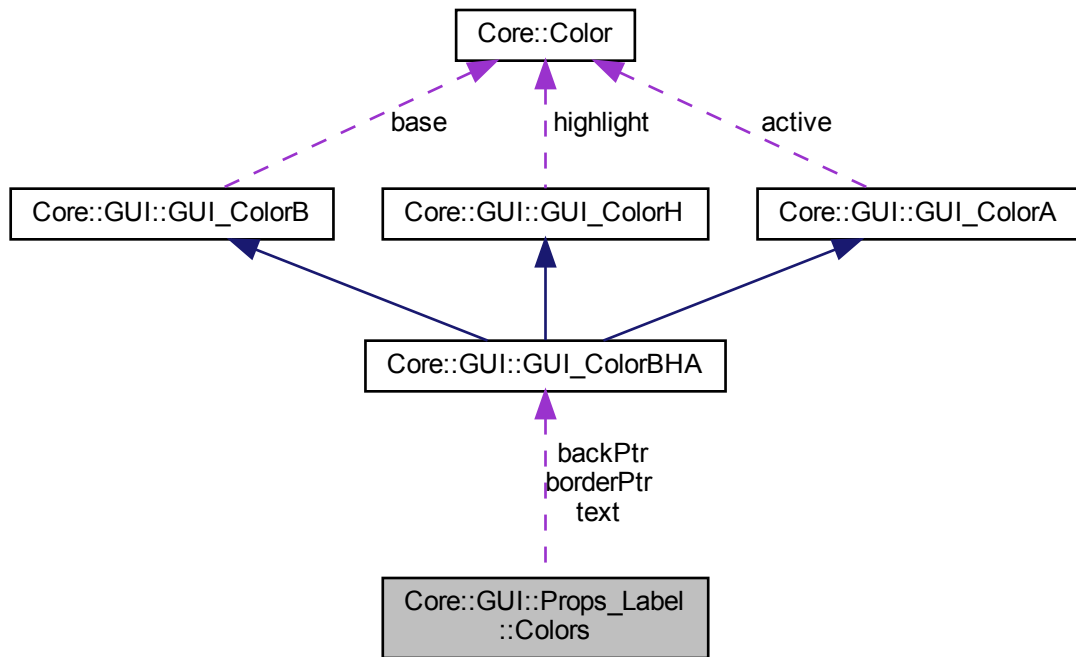 Core::Color
base
highlight
active
Core::GUI::GUI_ColorB
Core::GUI::GUI_ColorH
Core::GUI::GUI_ColorA
Core::GUI::GUI_ColorBHA
backPtr
borderPtr
text
Core::GUI::Props_Label
::Colors